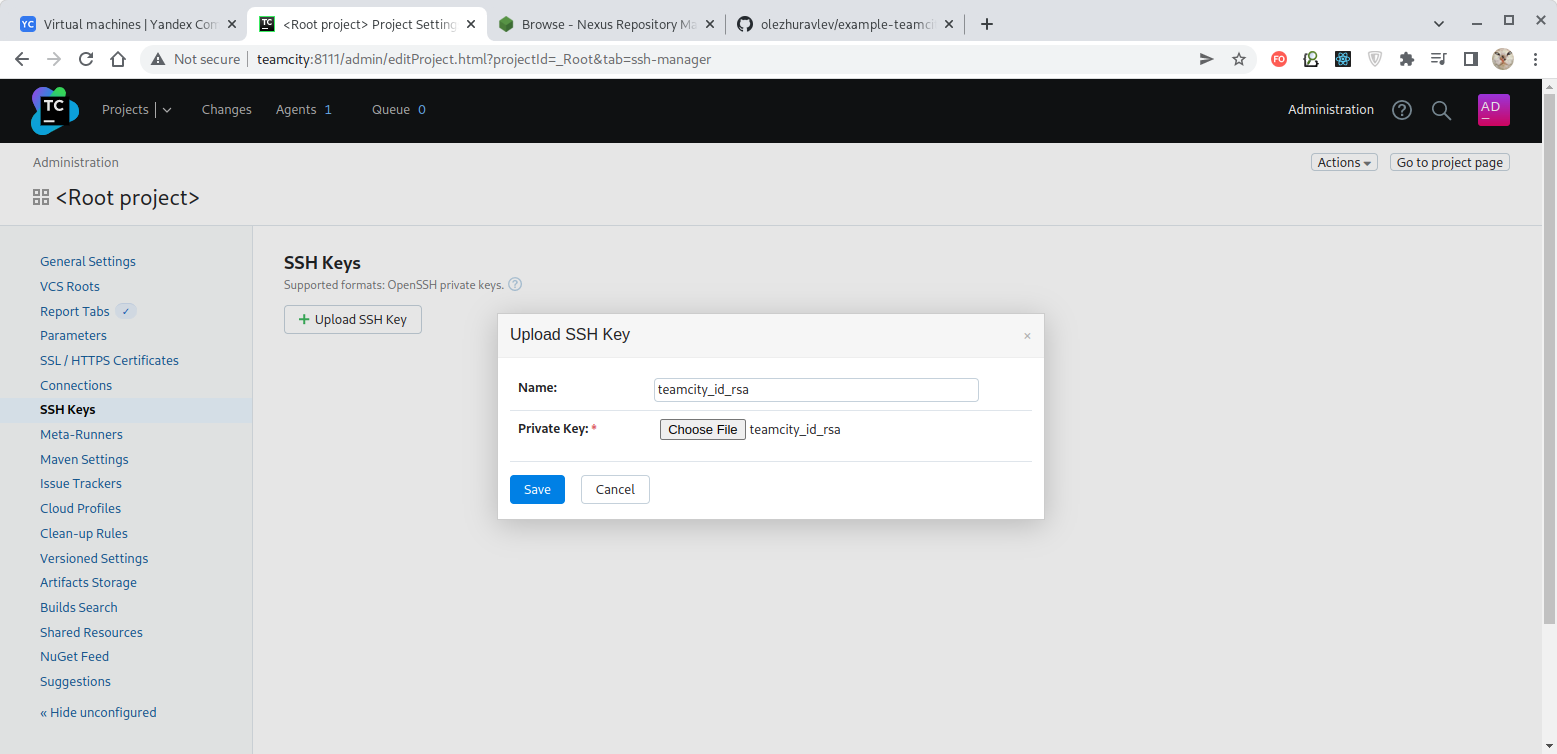 YC Virtual machines | Yandex Com
TC <Root project> Project Setting
Browse - Nexus Repository Ma
olezhuravlev/example-teamcit
Not secure teamcity:8111/admin/editProject.html?projectId=_Root&tab=ssh-manager
FO
TC Projects Changes Agents 1 Queue 0 Administration ? AD
Administration Actions Go to project page
<Root project>
General Settings
VCS Roots
Report Tabs ✓
Parameters
SSL / HTTPS Certificates
Connections
SSH Keys
Meta-Runners
Maven Settings
Issue Trackers
Cloud Profiles
Clean-up Rules
Versioned Settings
Artifacts Storage
Builds Search
Shared Resources
NuGet Feed
Suggestions
« Hide unconfigured
SSH Keys
Supported formats: OpenSSH private keys. ?
+ Upload SSH Key
Upload SSH Key ×
Name: teamcity_id_rsa
Private Key: * Choose File teamcity_id_rsa
Save Cancel